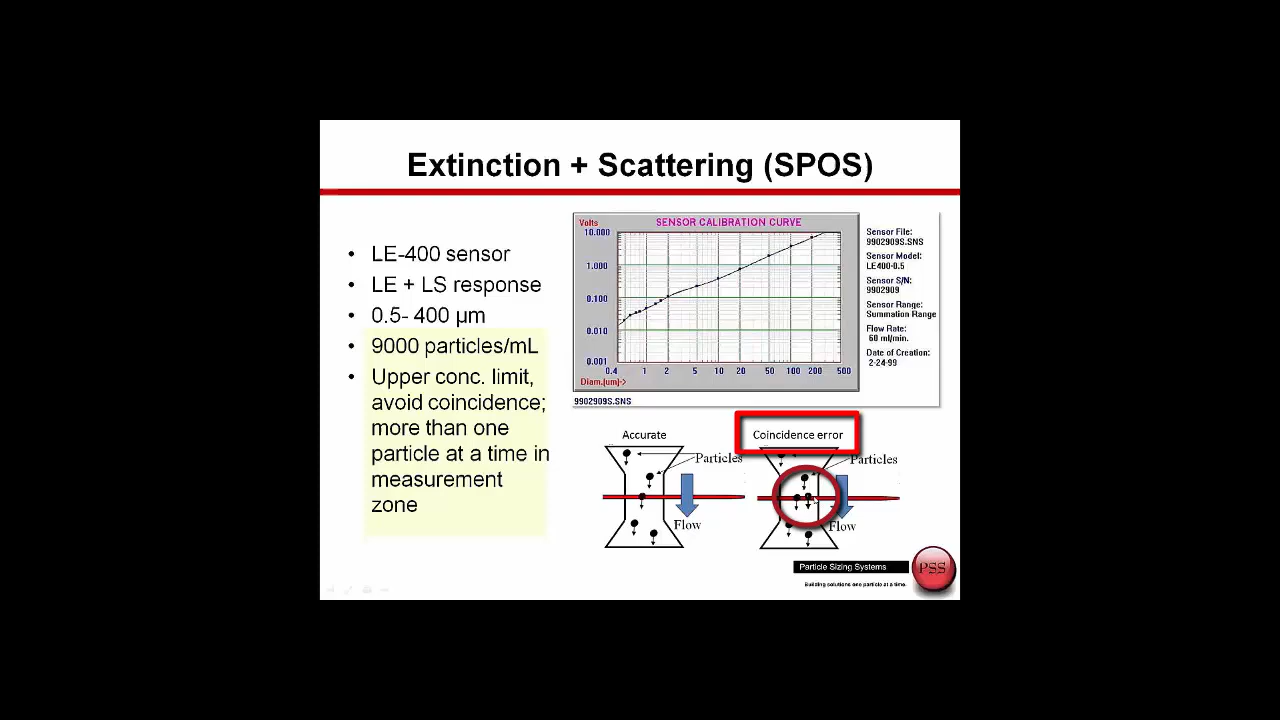 Extinction + Scattering (SPOS)
• LE-400 sensor
• LE + LS response
• 0.5- 400 µm
• 9000 particles/mL
• Upper conc. limit,
avoid coincidence;
more than one
particle at a time in
measurement
zone
Volts
SENSOR CALIBRATION CURVE
10.000
1.000
0.100
0.010
0.001
0.4 1 2 5 10 20 50 100 200 500
Diam.(um)->
9902909S.SNS
Sensor File:
9902909S.SNS
Sensor Model:
LE400-0.5
Sensor S/N:
9902909
Sensor Range:
Summation Range
Flow Rate:
60 ml/min.
Date of Creation:
2-24-99
Accurate
Particles
Flow
Coincidence error
Particles
Flow
Particle Sizing Systems
PSS
Building solutions one particle at a time.